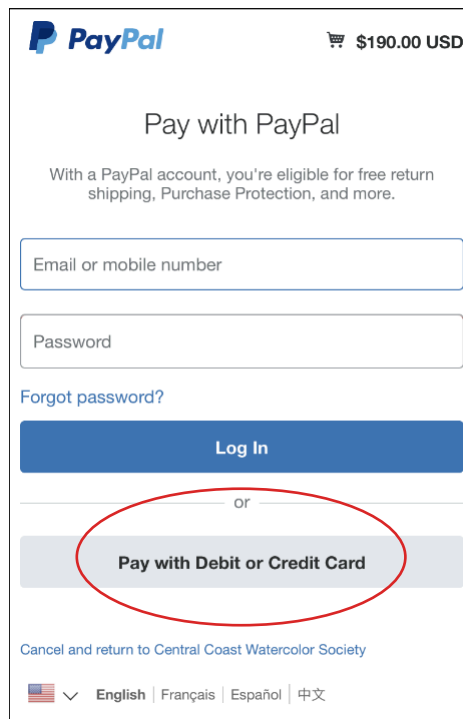 PayPal
$190.00 USD
Pay with PayPal
With a PayPal account, you're eligible for free return
shipping, Purchase Protection, and more.
Email or mobile number
Password
Forgot password?
Log In
or
Pay with Debit or Credit Card
Cancel and return to Central Coast Watercolor Society
English | Français | Español | 中文